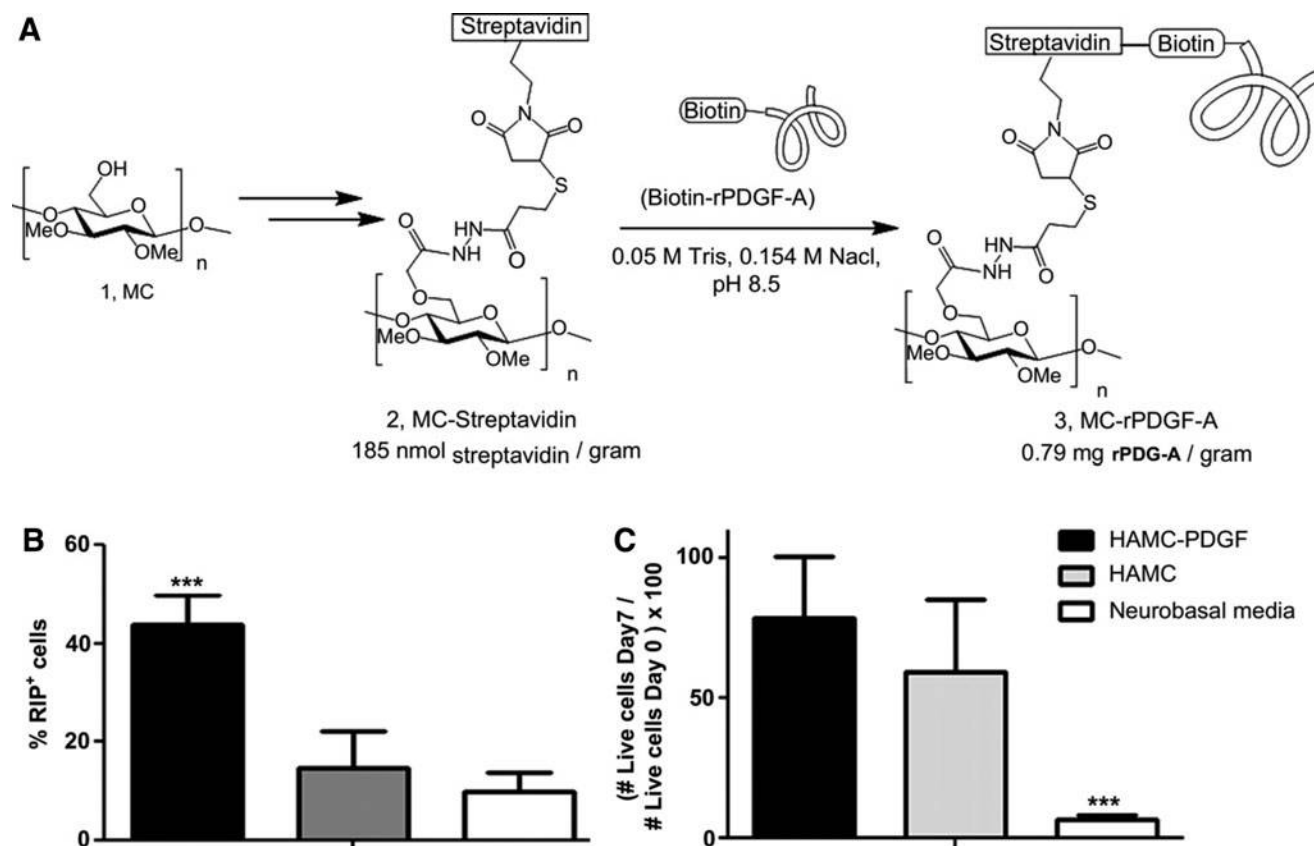 A
OH
O
O
MeO
OMe
O
n
1, MC
Streptavidin
N
O
O
S
O
NH
NH
O
O
O
O
MeO
OMe
O
n
2, MC-Streptavidin
185 nmol streptavidin / gram
Biotin
(Biotin-rPDGF-A)
0.05 M Tris, 0.154 M Nacl,
pH 8.5
Streptavidin
Biotin
N
O
O
S
O
NH
NH
O
O
O
O
MeO
OMe
O
n
3, MC-rPDGF-A
0.79 mg rPDG-A / gram
B
60
40
20
0
% RIP+ cells
***
C
100
50
0
(# Live cells Day7 /
# Live cells Day 0 ) x 100
***
HAMC-PDGF
HAMC
Neurobasal media